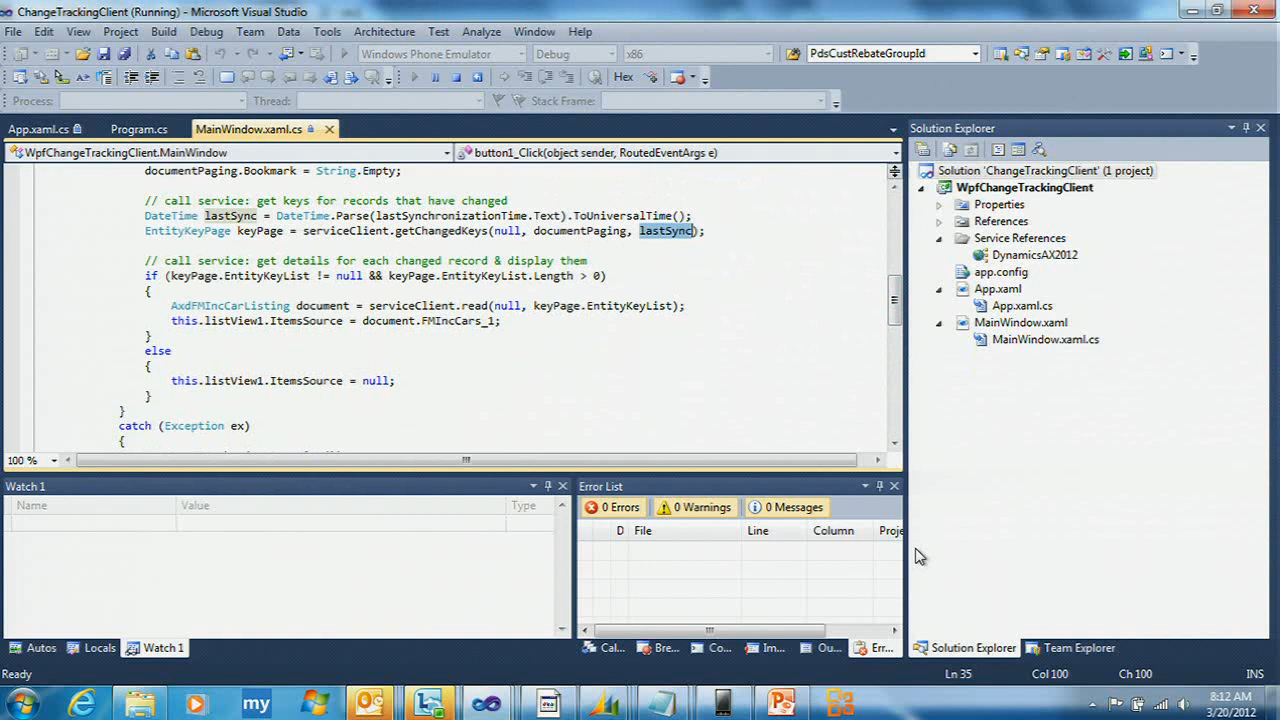 ChangeTrackingClient (Running) - Microsoft Visual Studio
File Edit View Project Build Debug Team Data Tools Architecture Test Analyze Window Help
Windows Phone Emulator Debug x86 PdsCustRebateGroupId
Hex
Process: Thread: Stack Frame:
App.xaml.cs Program.cs MainWindow.xaml.cs
WpfChangeTrackingClient.MainWindow button1_Click(object sender, RoutedEventArgs e)
documentPaging.Bookmark = String.Empty;
// call service: get keys for records that have changed
DateTime lastSync = DateTime.Parse(lastSynchronizationTime.Text).ToUniversalTime();
EntityKeyPage keyPage = serviceClient.getChangedKeys(null, documentPaging, lastSync);
// call service: get details for each changed record & display them
if (keyPage.EntityKeyList != null && keyPage.EntityKeyList.Length > 0)
{
AxdFMIncCarListing document = serviceClient.read(null, keyPage.EntityKeyList);
this.listView1.ItemsSource = document.FMIncCars_1;
}
else
{
this.listView1.ItemsSource = null;
}
}
catch (Exception ex)
{
100 %
Solution Explorer
Solution 'ChangeTrackingClient' (1 project)
WpfChangeTrackingClient
Properties
References
Service References
DynamicsAX2012
app.config
App.xaml
App.xaml.cs
MainWindow.xaml
MainWindow.xaml.cs
Watch 1
Name Value Type
Error List
0 Errors 0 Warnings 0 Messages
D File Line Column Proje
Autos Locals Watch 1
Cal... Bre... Co... Im... Ou... Err...
Solution Explorer Team Explorer
Ready Ln 35 Col 100 Ch 100 INS
my
8:12 AM
3/20/2012